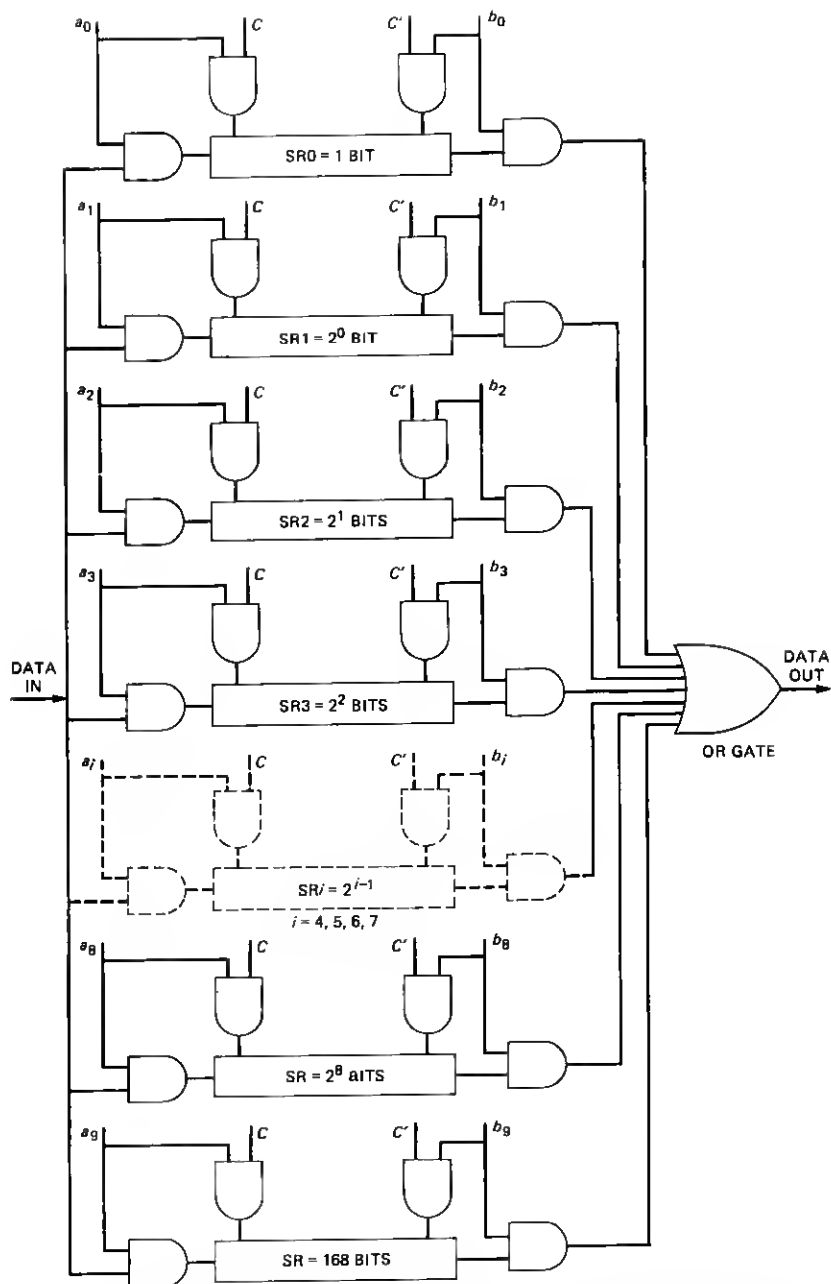 a0 C C' b0
SR0 = 1 BIT
a1 C C' b1
SR1 = 2^0 BIT
a2 C C' b2
SR2 = 2^1 BITS
a3 C C' b3
DATA IN
SR3 = 2^2 BITS
DATA OUT
OR GATE
ai C C' bi
SRi = 2^i−1
i = 4, 5, 6, 7
a8 C C' b8
SR = 2^8 aITS
a9 C C' b9
SR = 168 BITS